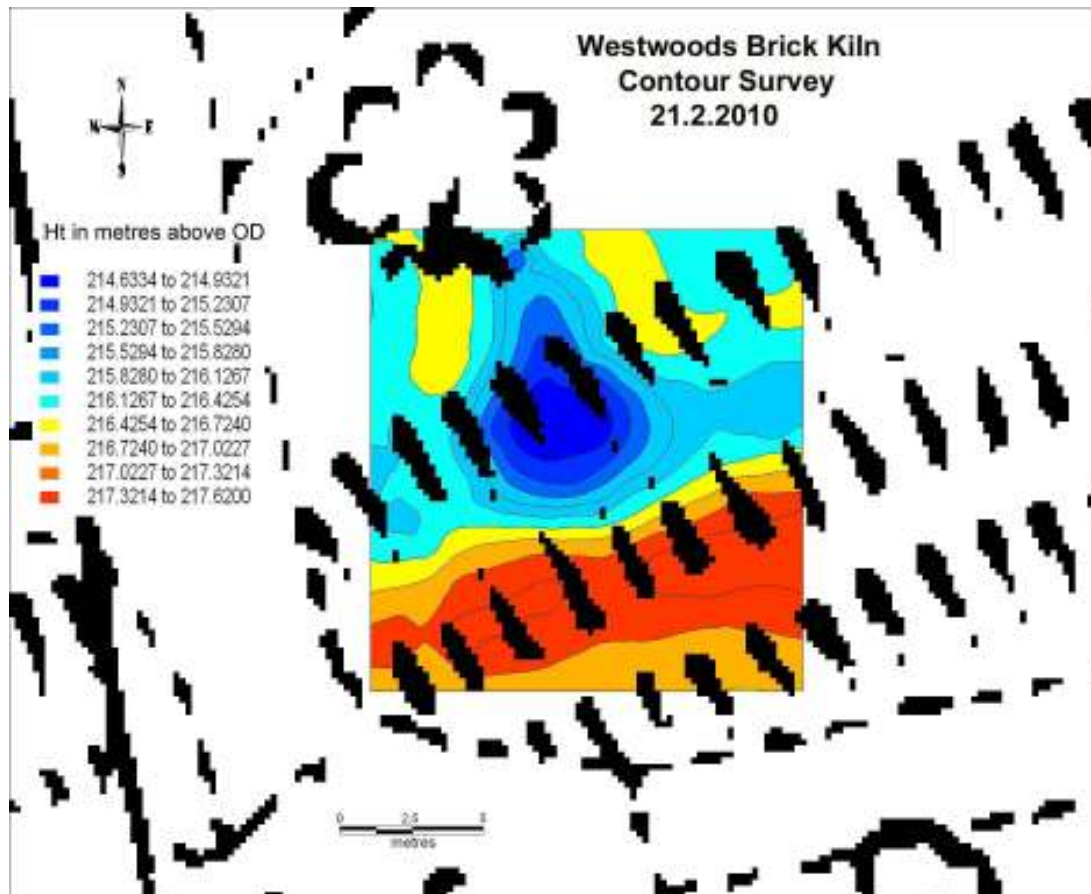 Westwoods Brick Kiln
Contour Survey
21.2.2010
N
W E
S
Ht in metres above OD
214.6334 to 214.9321
214.9321 to 215.2307
215.2307 to 215.5294
215.5294 to 215.8280
215.8280 to 216.1267
216.1267 to 216.4254
216.4254 to 216.7240
216.7240 to 217.0227
217.0227 to 217.3214
217.3214 to 217.6200
0 2.5 5
metres